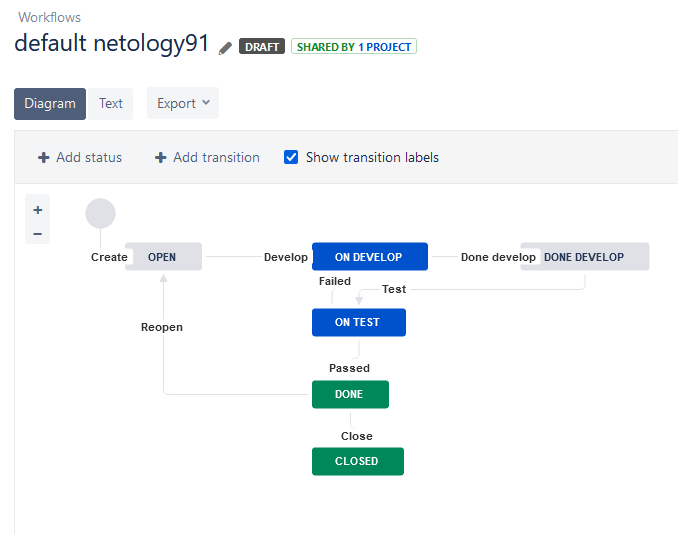 Workflows
default netology91 DRAFT SHARED BY 1 PROJECT
Diagram Text Export
+ Add status + Add transition Show transition labels
+
−
Create OPEN Develop ON DEVELOP Done develop DONE DEVELOP
Failed
Test
ON TEST
Reopen
Passed
DONE
Close
CLOSED